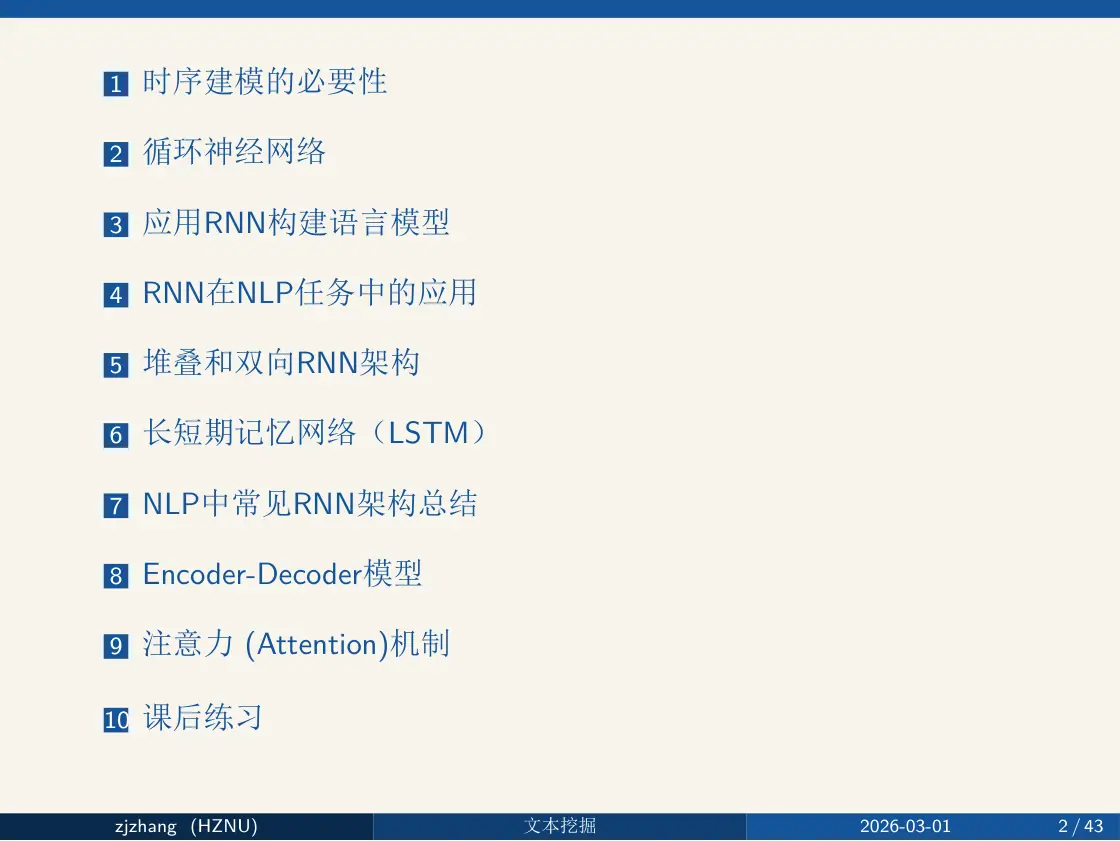 1 时序建模的必要性
2 循环神经网络
3 应用RNN构建语言模型
4 RNN在NLP任务中的应用
5 堆叠和双向RNN架构
6 长短期记忆网络（LSTM）
7 NLP中常见RNN架构总结
8 Encoder-Decoder模型
9 注意力 (Attention)机制
10 课后练习
zjzhang (HZNU) 文本挖掘 2026-03-01 2 / 43